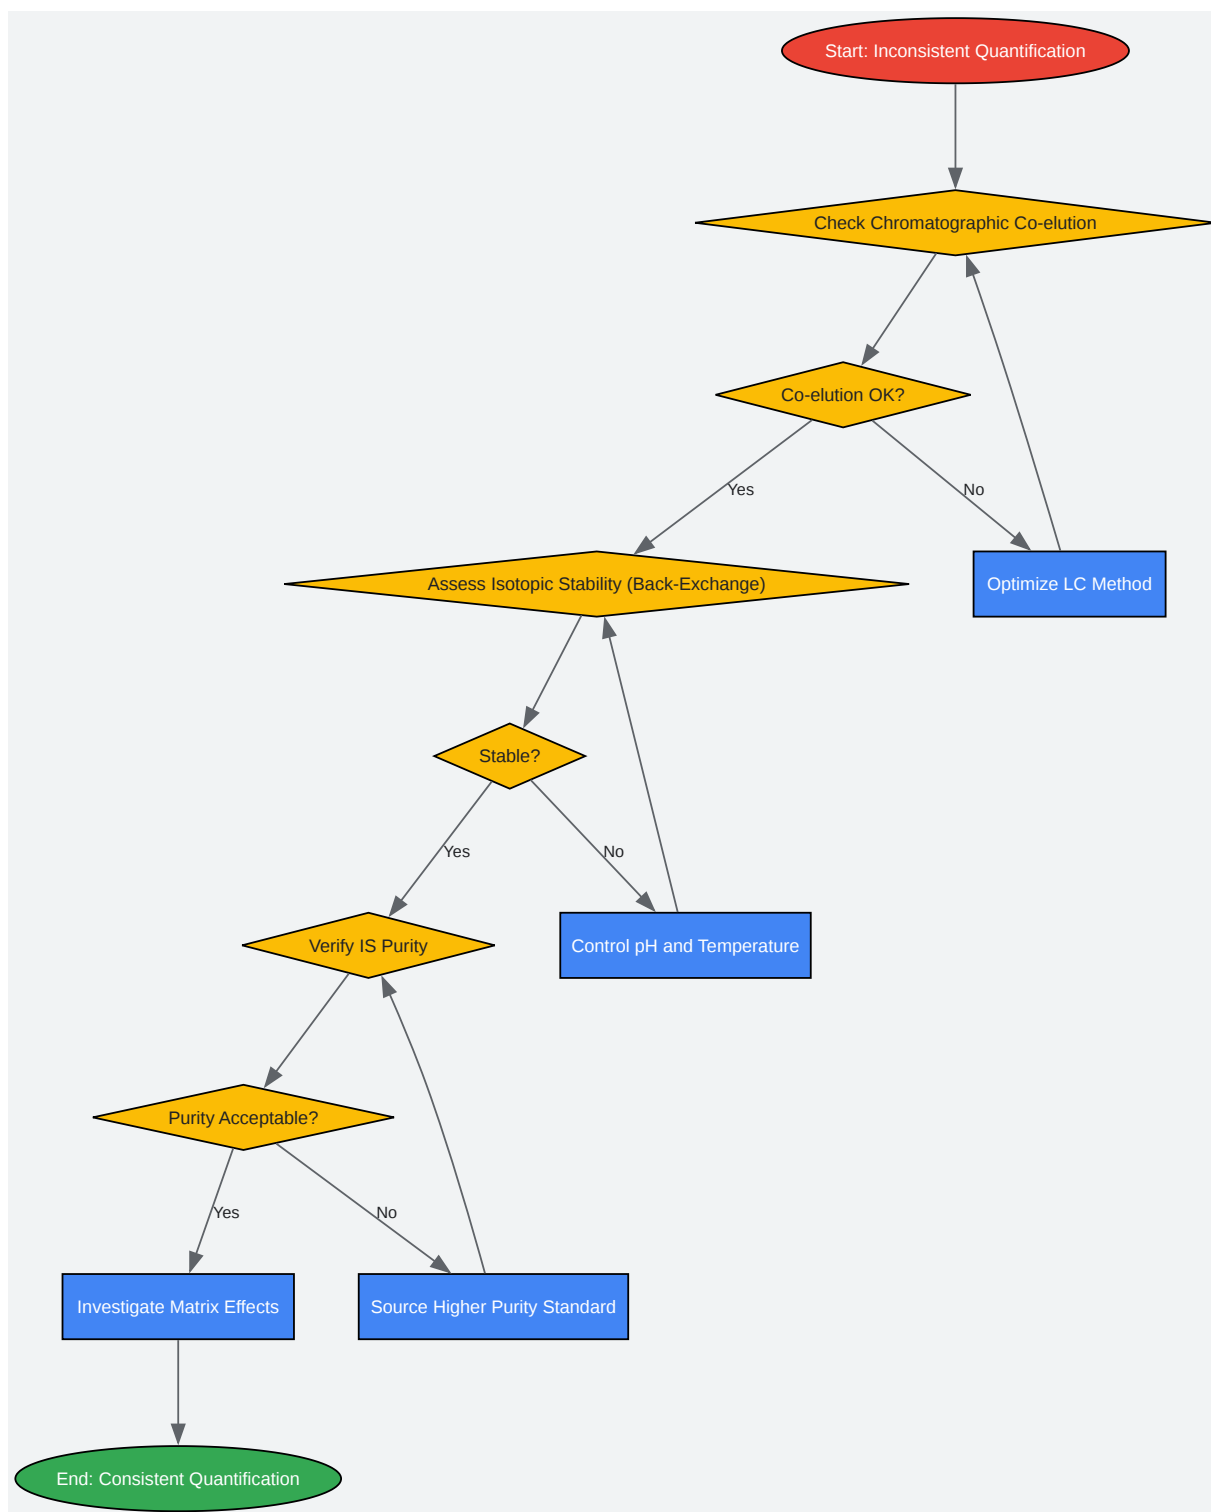 Start: Inconsistent Quantification
Check Chromatographic Co-elution
Co-elution OK?
Yes
No
Assess Isotopic Stability (Back-Exchange)
Optimize LC Method
Stable?
Yes
No
Verify IS Purity
Control pH and Temperature
Purity Acceptable?
Yes
No
Investigate Matrix Effects
Source Higher Purity Standard
End: Consistent Quantification